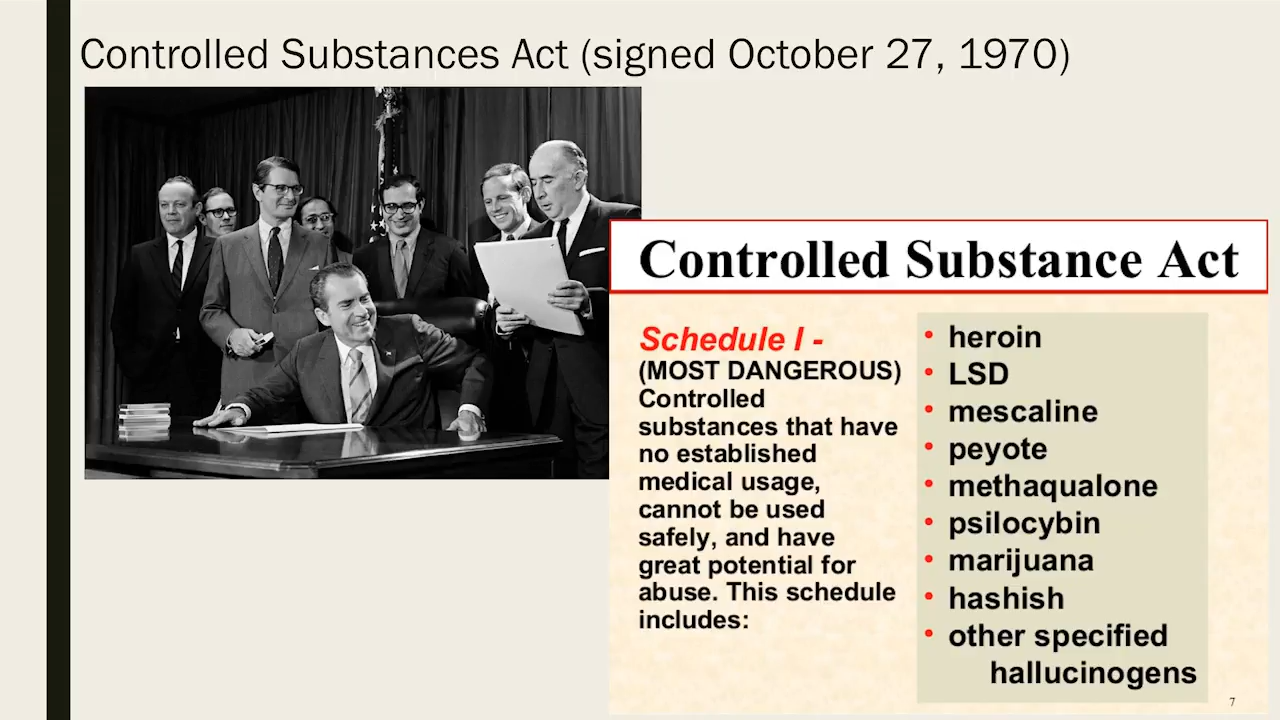 Controlled Substances Act (signed October 27, 1970)
Controlled Substance Act
Schedule I -
(MOST DANGEROUS)
Controlled
substances that have
no established
medical usage,
cannot be used
safely, and have
great potential for
abuse. This schedule
includes:
• heroin
• LSD
• mescaline
• peyote
• methaqualone
• psilocybin
• marijuana
• hashish
• other specified
hallucinogens
7